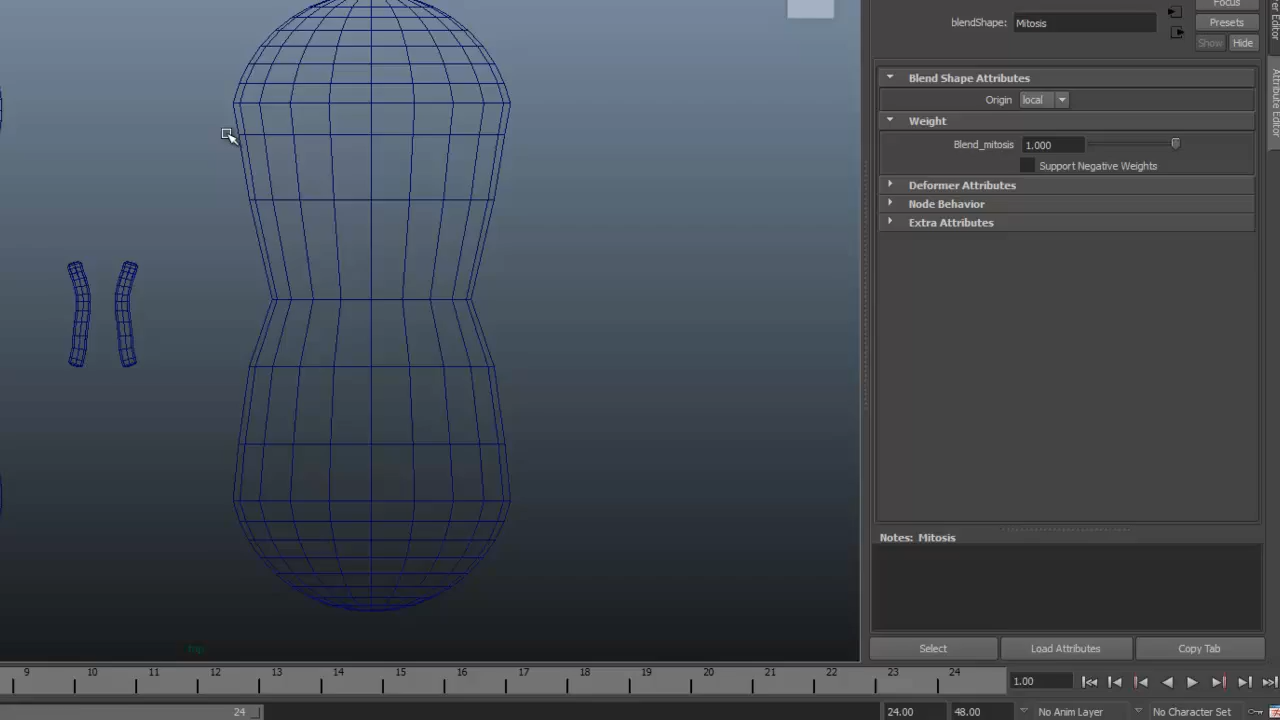 Focus
blendShape: Mitosis
Presets
Show Hide
Blend Shape Attributes
Origin local
Weight
Blend_mitosis 1.000
Support Negative Weights
Deformer Attributes
Node Behavior
Extra Attributes
Attribute Editor
Notes: Mitosis
top
Select Load Attributes Copy Tab
9 10 11 12 13 14 15 16 17 18 19 20 21 22 23 24
1.00
24 24.00 48.00 No Anim Layer No Character Set